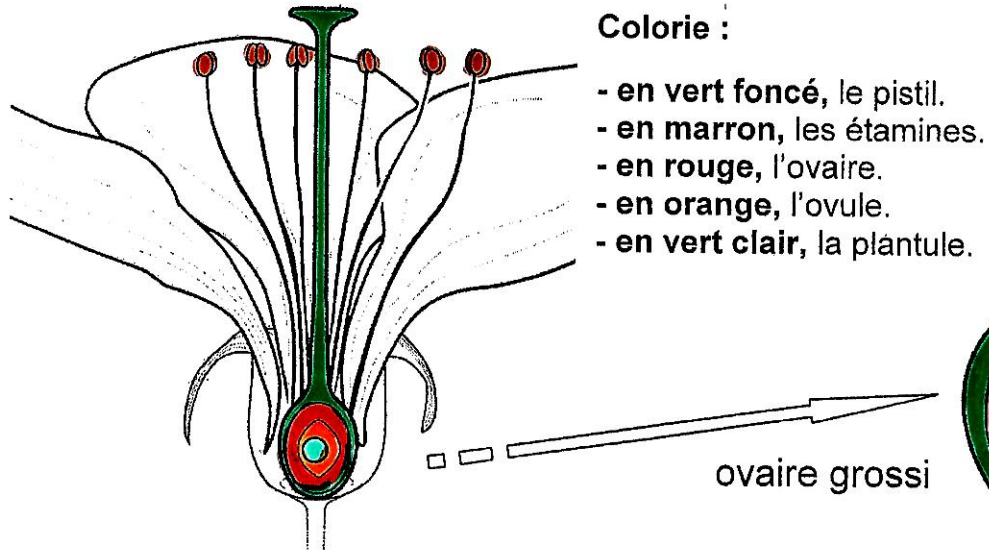 Colorie :
- en vert foncé, le pistil.
- en marron, les étamines.
- en rouge, l'ovaire.
- en orange, l'ovule.
- en vert clair, la plantule.
ovaire grossi